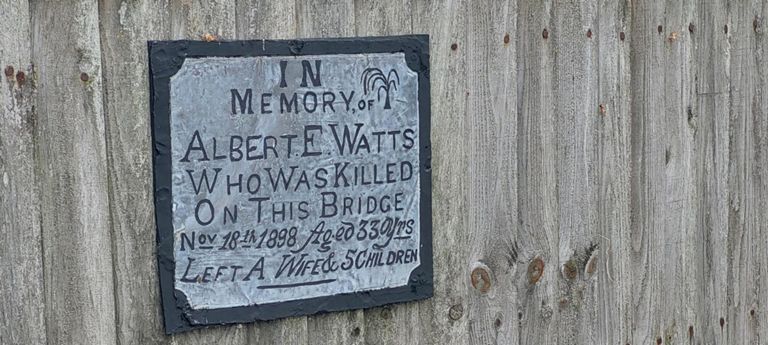 IN
MEMORY, OF
ALBERT E. WATTS
WHO WAS KILLED
ON THIS BRIDGE
NOV 18th 1898 Aged 33 Yrs
LEFT A WIFE & 5 CHILDREN